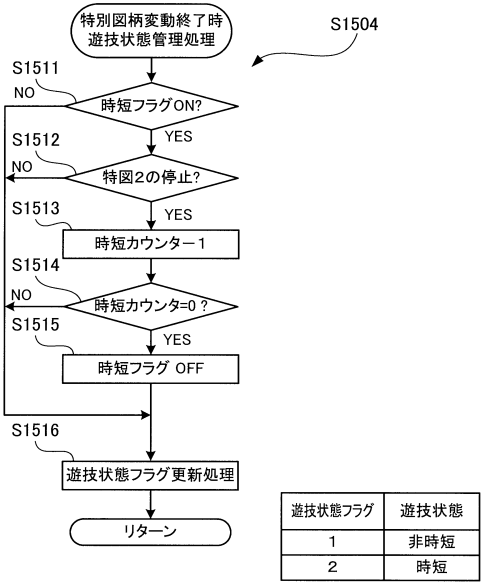 特別図柄変動終了時
遊技状態管理処理
S1504
S1511
NO
時短フラグON?
YES
S1512
NO
特図2の停止?
YES
S1513
時短カウンター1
S1514
NO
時短カウンタ=0?
YES
S1515
時短フラグ OFF
S1516
遊技状態フラグ更新処理
リターン
遊技状態フラグ 遊技状態
1 非時短
2 時短